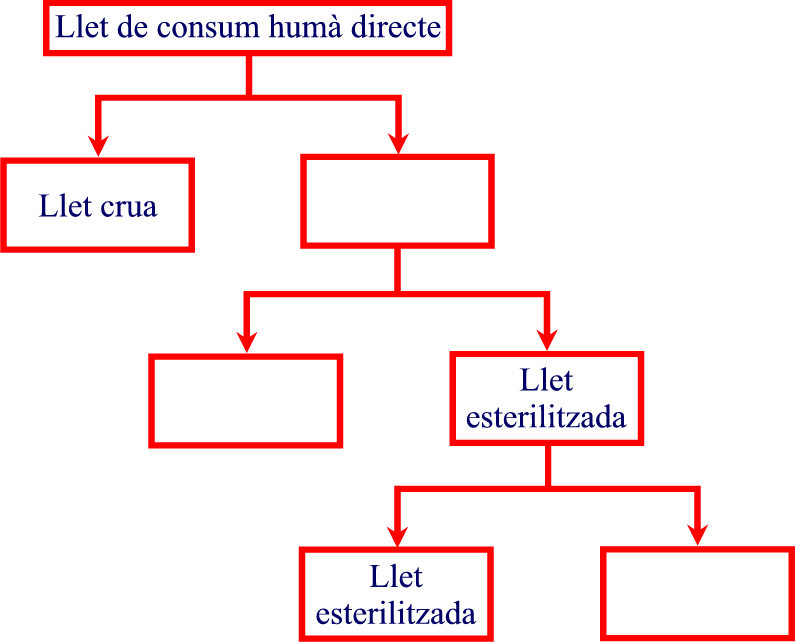 Llet de consum humà directe
Llet crua
Llet
esterilitzada
Llet
esterilitzada